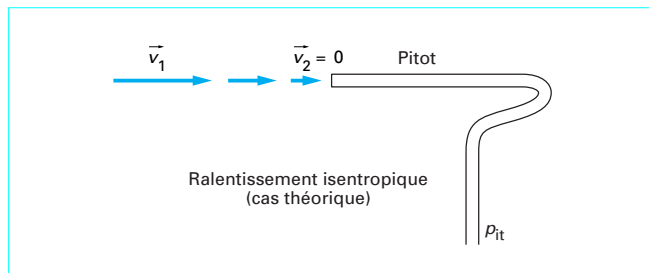 v₁
v₂ = 0
Pitot
Ralentissement isentropique
(cas théorique)
pᵢₜ